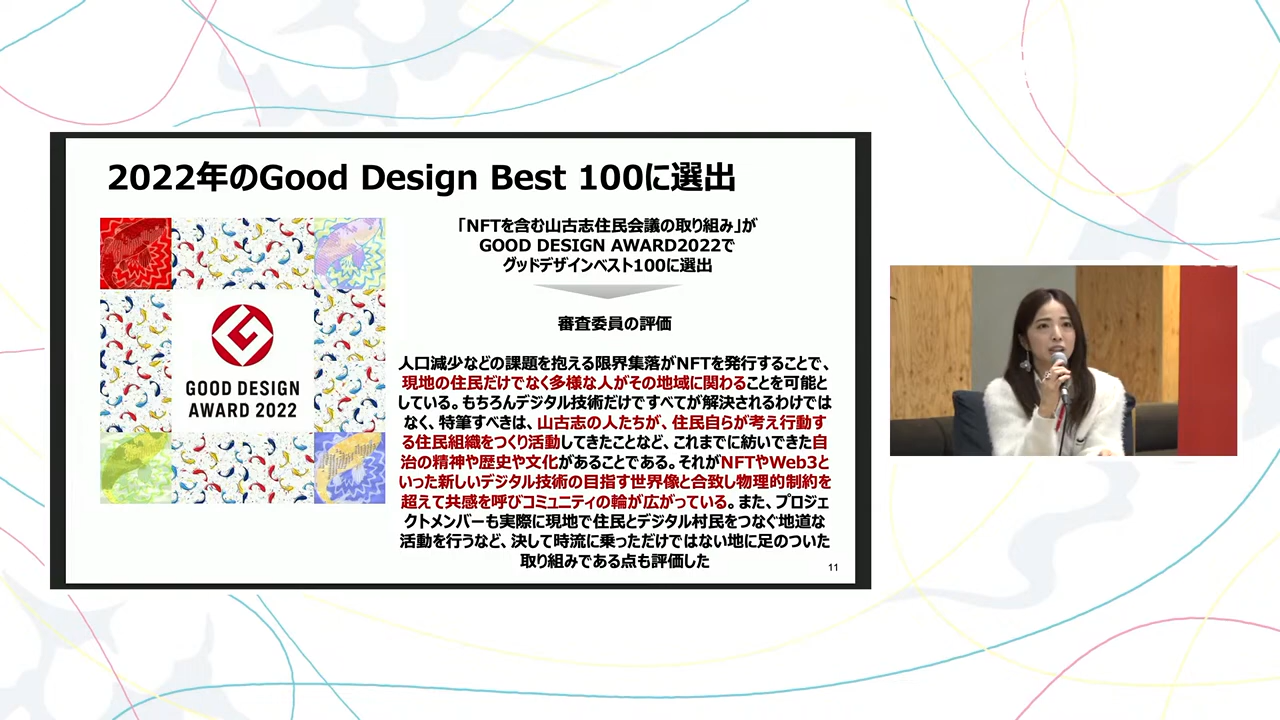 2022年のGood Design Best 100に選出
GOOD DESIGN
AWARD 2022
「NFTを含む山古志住民会議の取り組み」が
GOOD DESIGN AWARD2022で
グッドデザインベスト100に選出
審査委員の評価
人口減少などの課題を抱える限界集落がNFTを発行することで、
現地の住民だけでなく多様な人がその地域に関わることを可能と
している。もちろんデジタル技術だけですべてが解決されるわけでは
なく、特筆すべきは、山古志の人たちが、住民自らが考え行動す
る住民組織をつくり活動してきたことなど、これまでに紡いできた自
治の精神や歴史や文化があることである。それがNFTやWeb3と
いった新しいデジタル技術の目指す世界像と合致し物理的制約を
超えて共感を呼びコミュニティの輪が広がっている。また、プロジェ
クトメンバーも実際に現地で住民とデジタル村民をつなぐ地道な
活動を行うなど、決して時流に乗っただけではない地に足のついた
取り組みである点も評価した
11